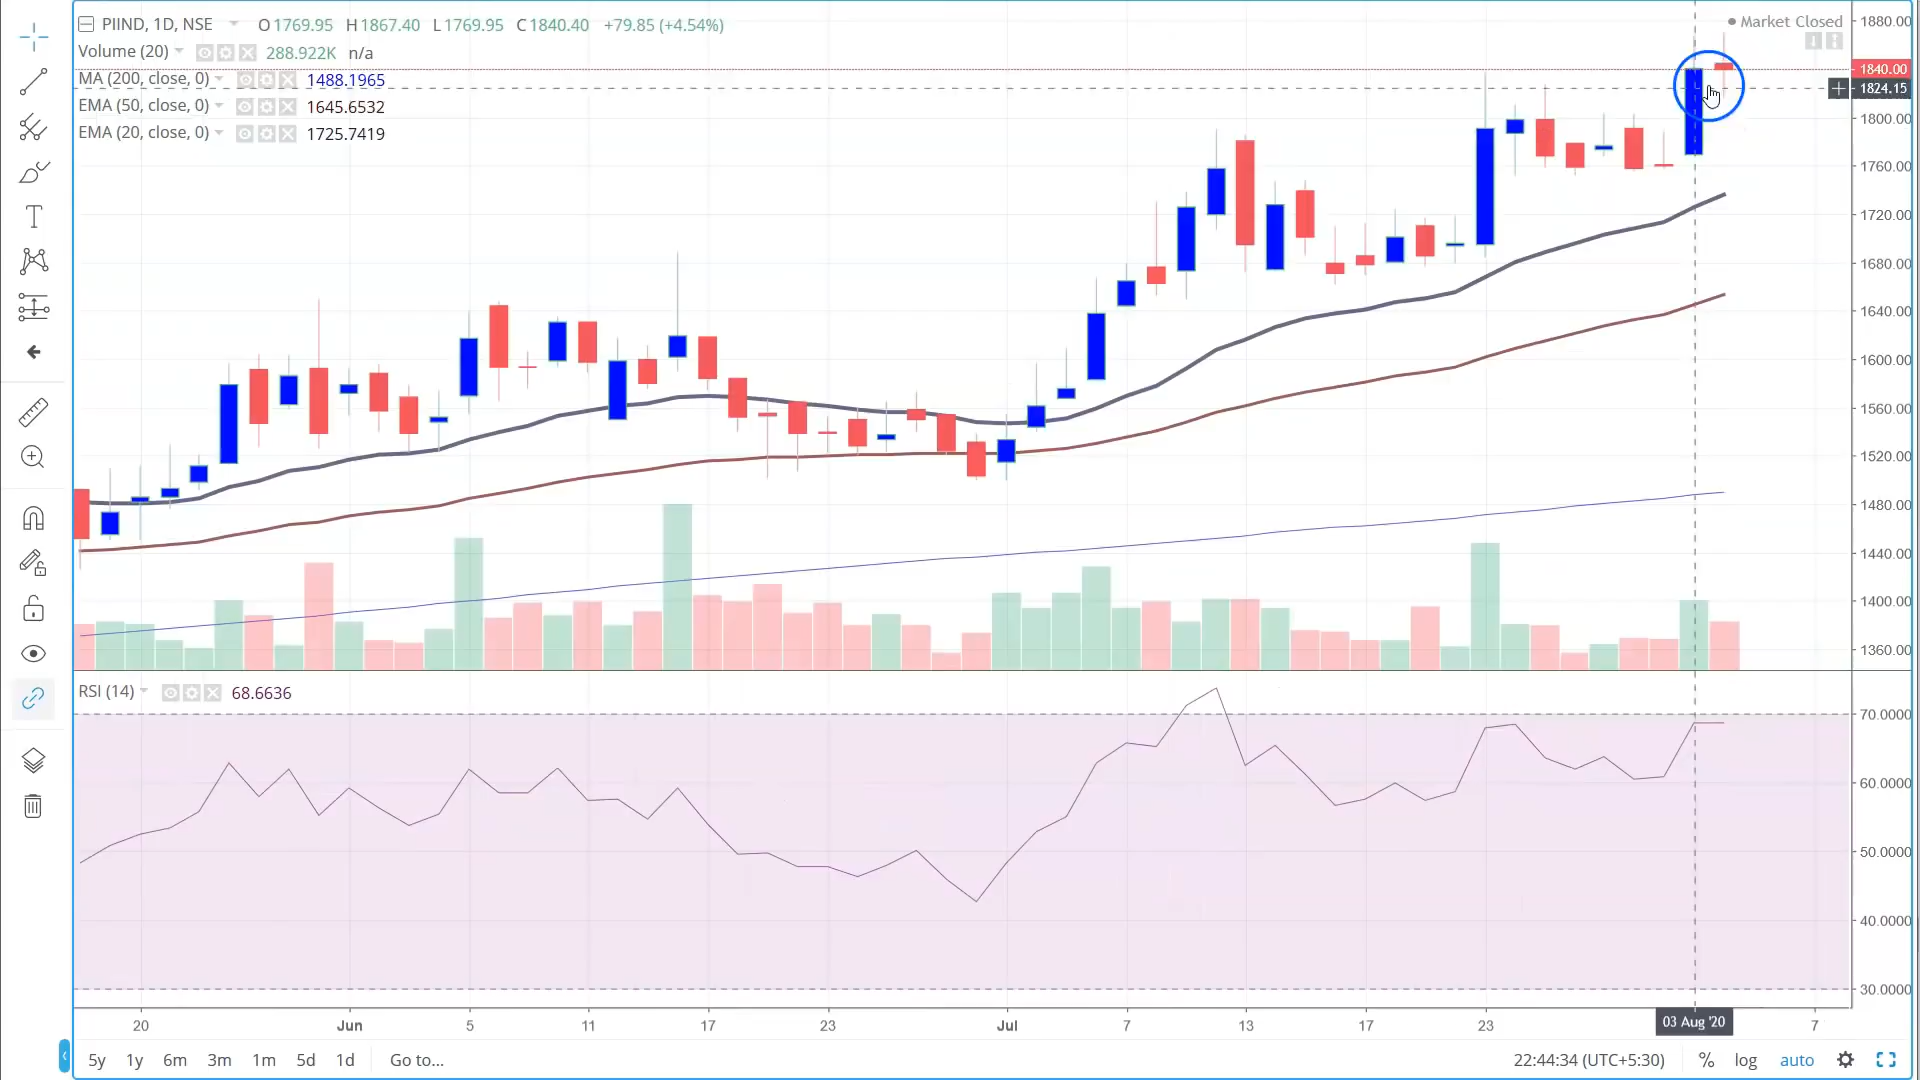 PIIND, 1D, NSE O1769.95 H1867.40 L1769.95 C1840.40 +79.85 (+4.54%)
Market Closed
Volume (20) 288.922K n/a
MA (200, close, 0) 1488.1965
EMA (50, close, 0) 1645.6532
EMA (20, close, 0) 1725.7419
1880.00
1840.00
1824.15
1800.00
1760.00
1720.00
1680.00
1640.00
1600.00
1560.00
1520.00
1480.00
1440.00
1400.00
1360.00
RSI (14) 68.6636
70.0000
60.0000
50.0000
40.0000
30.0000
20 Jun 5 11 17 23 Jul 7 13 17 23 03 Aug '20 7
5y 1y 6m 3m 1m 5d 1d Go to... 22:44:34 (UTC+5:30) % log auto